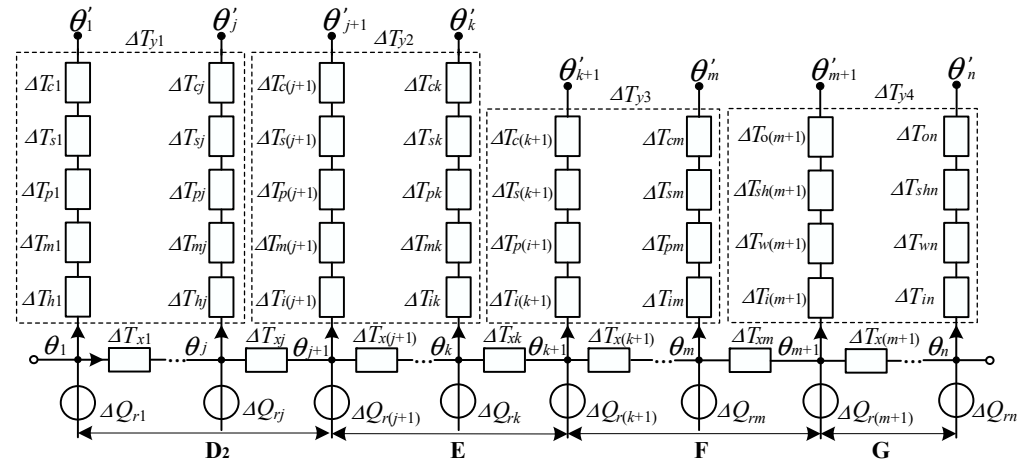 θ′1 θ′j θ′j+1 θ′k
ΔTy1 ΔTy2
θ′k+1 θ′m θ′m+1 θ′n
ΔTy3 ΔTy4
ΔTc1 ΔTcj ΔTc(j+1) ΔTck
ΔTs1 ΔTsj ΔTs(j+1) ΔTsk ΔTc(k+1) ΔTcm ΔTo(m+1) ΔTon
ΔTp1 ΔTpj ΔTp(j+1) ΔTpk ΔTs(k+1) ΔTsm ΔTsh(m+1) ΔTshn
ΔTm1 ΔTmj ΔTm(j+1) ΔTmk ΔTp(i+1) ΔTpm ΔTw(m+1) ΔTwn
ΔTh1 ΔThj ΔTi(j+1) ΔTik ΔTi(k+1) ΔTim ΔTi(m+1) ΔTin
θ1 ΔTx1 θj ΔTxj θj+1 ΔTx(j+1) θk ΔTxk θk+1 ΔTx(k+1) θm ΔTxm θm+1 ΔTx(m+1) θn
ΔQr1 ΔQrj ΔQr(j+1) ΔQrk ΔQr(k+1) ΔQrm ΔQr(m+1) ΔQrn
D2 E F G